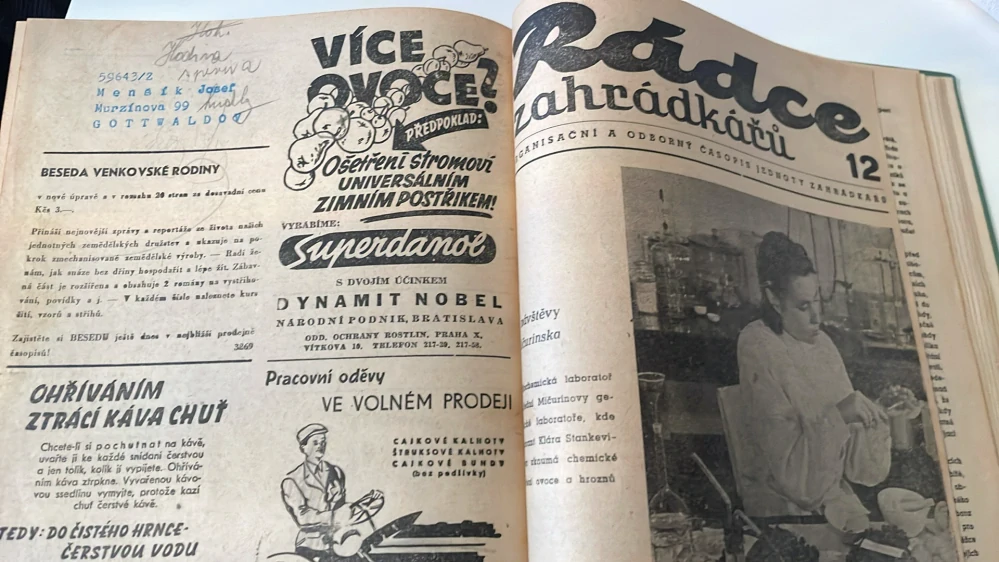 59643/2
Menšík Josef
Murzínova 99
GOTTWALDOV
BESEDA VENKOVSKÉ RODINY
v nové úpravě a v rozsahu 20 stran za dosavadní cenu
Kčs 3.—,
Přináší nejnovější zprávy a reportáže ze života našich
jednotných zemědělských družstev a ukazuje na po-
krok zmechanisované zemědělské výroby. — Radí že-
nám, jak snáze bez dřiny hospodařit a lépe žít. Zábav-
ná část je rozšířena a obsahuje 2 romány na vystřiho-
vání, povídky a j. — V každém čísle naleznete kurs
šití, vzorů a střihů.
Zajistěte si BESEDU ještě dnes v nejbližší prodejně
časopisů!
3269
OHŘÍVÁNÍM
ZTRÁCÍ KÁVA CHUŤ
Chcete-li si pochutnat na kávě,
uvařte ji ke každé snídani čerstvou
a jen tolik, kolik jí vypijete. Ohřívá-
ním káva ztrpkne. Vyvařenou kávo-
vou ssedlinu vymyjte, protože kazí
chuť čerstvé kávě.
TEDY: DO ČISTÉHO HRNCE-
ČERSTVOU VODU
VÍCE
OVOCE?
PŘEDPOKLAD:
Ošetření stromoví
UNIVERSÁLNÍM
ZIMNÍM POSTŘIKEM!
VYRÁBÍME:
Superdanol
S DVOJÍM ÚČINKEM
DYNAMIT NOBEL
NÁRODNÍ PODNIK, BRATISLAVA
ODD. OCHRANY ROSTLIN, PRAHA X,
VÍTKOVA 10. TELEFON 217-29, 217-58.
Pracovní oděvy
VE VOLNÉM PRODEJI
CAJKOVÉ KALHOTY
ŠTRUKSOVÉ KALHOTY
CAJKOVÉ BUNDY
(bez podšívky)
Rádce
zahrádkářů
ORGANISAČNÍ A ODBORNÝ ČASOPIS JEDNOTY ZAHRÁDKÁŘŮ
12
návštěvy
čurinska
chemická laboratoř
Mičurinovy ge-
laboratoře, kde
Klára Stankevi-
zkoumá chemické
ovoce a hroznů